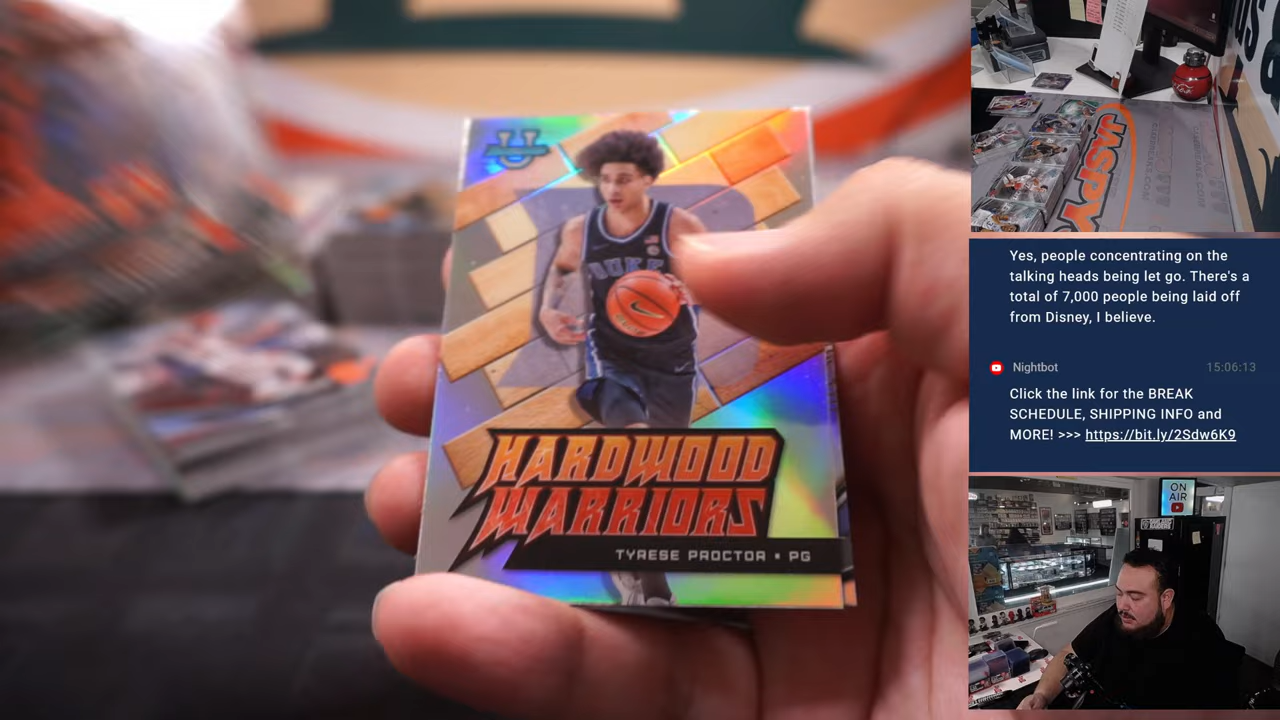 U
DUKE
HARDWOOD
WARRIORS
TYRESE PROCTOR • PG
JASPY
Yes, people concentrating on the
talking heads being let go. There's a
total of 7,000 people being laid off
from Disney, I believe.
Nightbot 15:06:13
Click the link for the BREAK
SCHEDULE, SHIPPING INFO and
MORE! >>> https://bit.ly/2Sdw6K9
ON
AIR